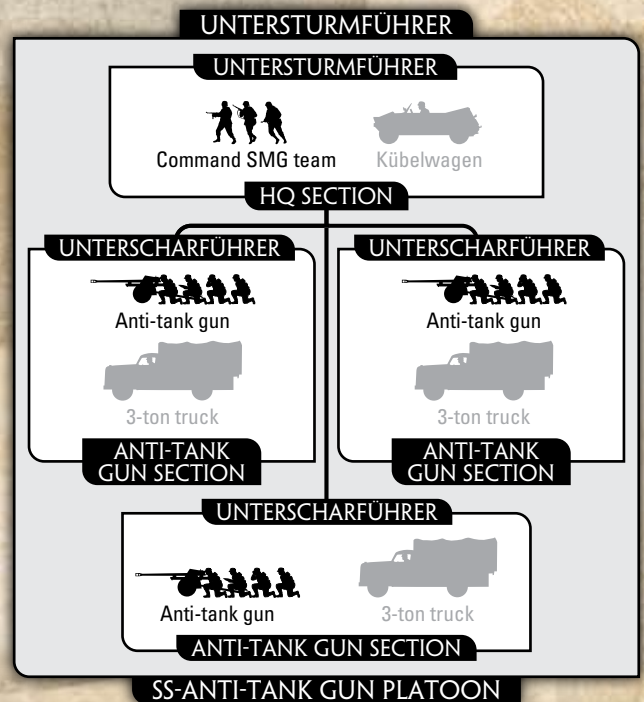 UNTERSTURMFÜHRER
UNTERSTURMFÜHRER
Command SMG team
Kübelwagen
HQ SECTION
UNTERSCHARFÜHRER
Anti-tank gun
3-ton truck
ANTI-TANK
GUN SECTION
UNTERSCHARFÜHRER
Anti-tank gun
3-ton truck
ANTI-TANK
GUN SECTION
UNTERSCHARFÜHRER
Anti-tank gun
3-ton truck
ANTI-TANK GUN SECTION
SS-ANTI-TANK GUN PLATOON